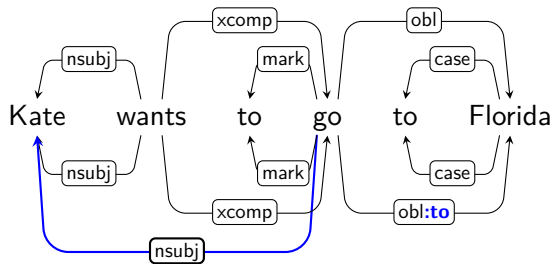 xcomp obl
nsubj mark case
Kate wants to go to Florida
nsubj mark case
xcomp obl:to
nsubj